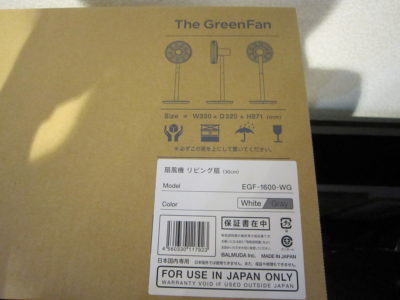 The GreenFan
Size = W330 x D320 x H871 (mm)
※必ずこの面を上にして置いてください。
扇風機 リビング扇 (30cm)
Model EGF-1600-WG
Color White / Gray
保証書在中
4 560330 117923
BALMUDA Inc.
日本国内専用
FOR USE IN JAPAN ONLY
WARRANTY VOID IF USED OUTSIDE JAPAN